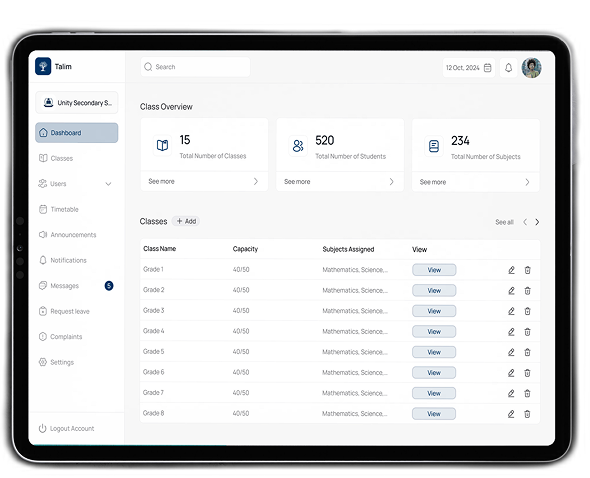 Talim
Search
12 Oct, 2024
Unity Secondary S...
Dashboard
Classes
Users
Timetable
Announcements
Notifications
Messages 5
Request leave
Complaints
Settings
Logout Account
Class Overview
15
Total Number of Classes
See more
520
Total Number of Students
See more
234
Total Number of Subjects
See more
Classes + Add See all
Class Name Capacity Subjects Assigned View
Grade 1 40/50 Mathematics, Science,... View
Grade 2 40/50 Mathematics, Science,... View
Grade 3 40/50 Mathematics, Science,... View
Grade 4 40/50 Mathematics, Science,... View
Grade 5 40/50 Mathematics, Science,... View
Grade 6 40/50 Mathematics, Science,... View
Grade 7 40/50 Mathematics, Science,... View
Grade 8 40/50 Mathematics, Science,... View